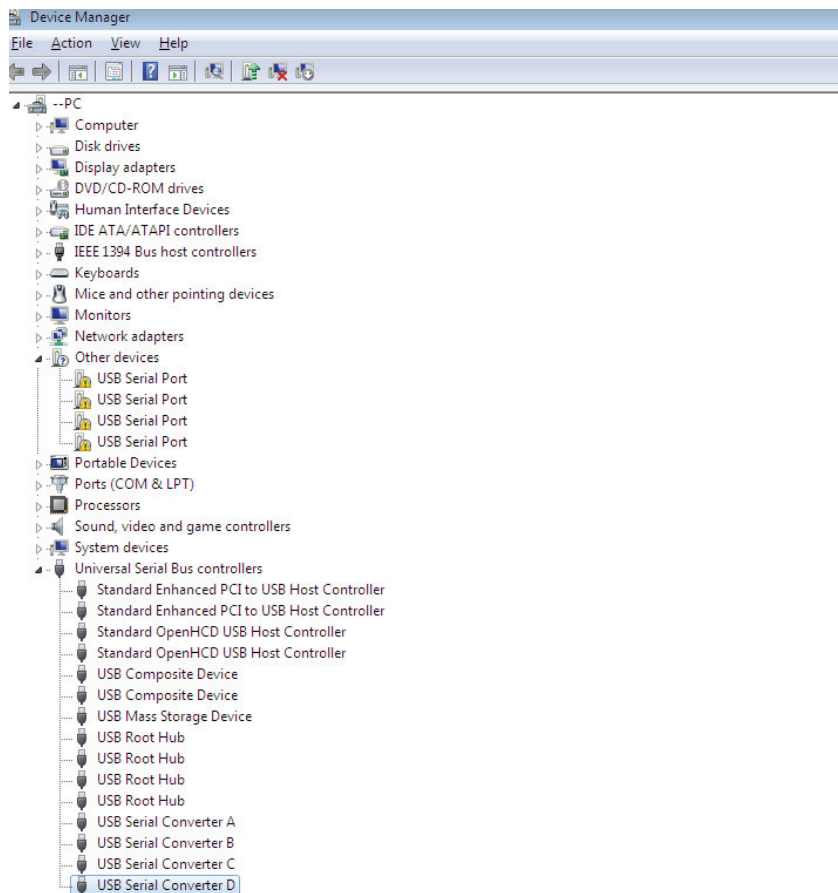 Device Manager
File Action View Help
--PC
Computer
Disk drives
Display adapters
DVD/CD-ROM drives
Human Interface Devices
IDE ATA/ATAPI controllers
IEEE 1394 Bus host controllers
Keyboards
Mice and other pointing devices
Monitors
Network adapters
Other devices
USB Serial Port
USB Serial Port
USB Serial Port
USB Serial Port
Portable Devices
Ports (COM & LPT)
Processors
Sound, video and game controllers
System devices
Universal Serial Bus controllers
Standard Enhanced PCI to USB Host Controller
Standard Enhanced PCI to USB Host Controller
Standard OpenHCD USB Host Controller
Standard OpenHCD USB Host Controller
USB Composite Device
USB Composite Device
USB Mass Storage Device
USB Root Hub
USB Root Hub
USB Root Hub
USB Root Hub
USB Serial Converter A
USB Serial Converter B
USB Serial Converter C
USB Serial Converter D